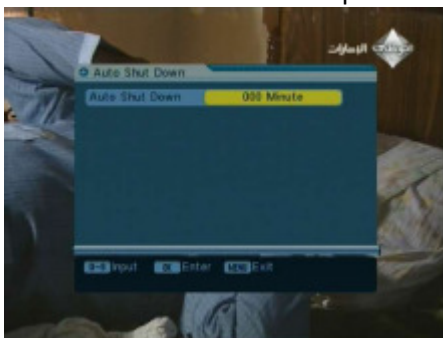 الإمارات
Auto Shut Down
Auto Shut Down 000 Minute
0-9 Input OK Enter MENU Exit